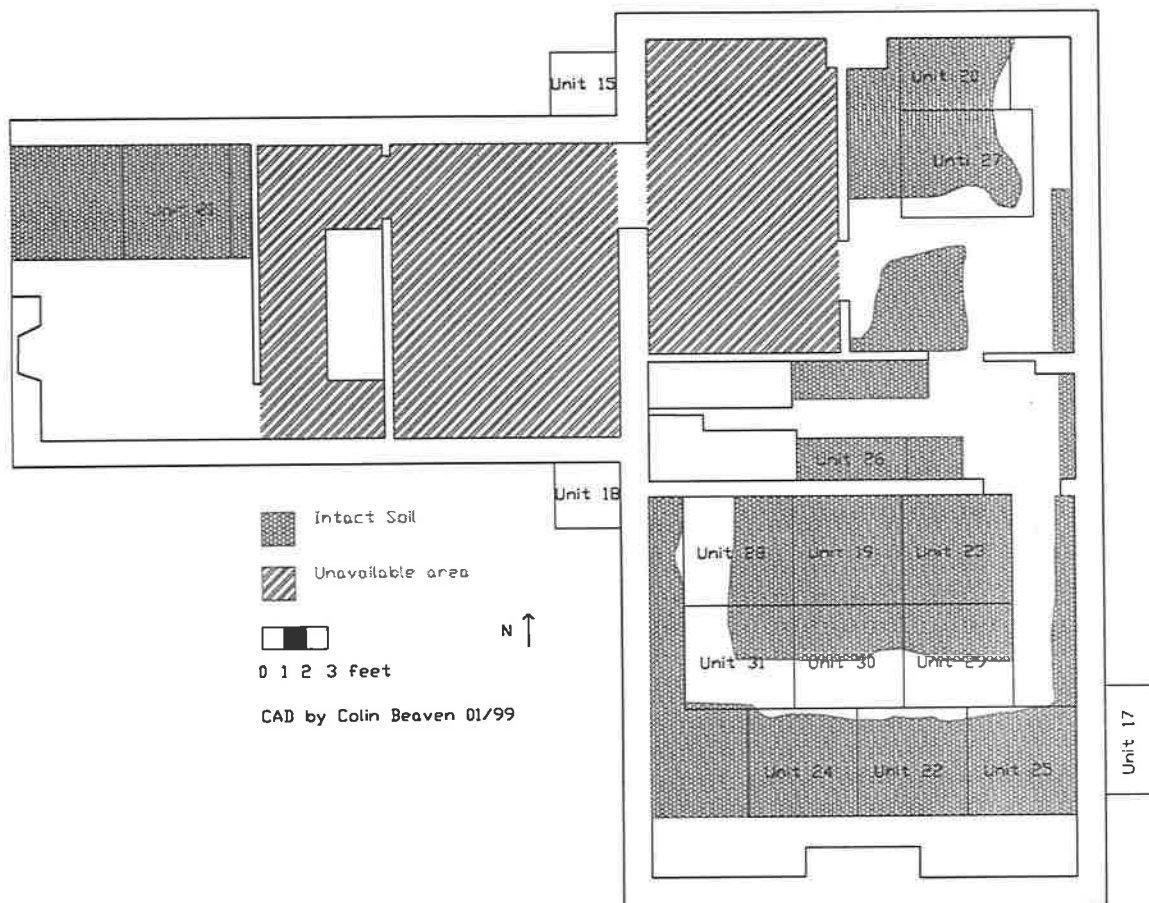 Unit 15
Unit 20
Unti 27
Unit 21
Unit 26
Unit 18
Intact Soil
Unavailable area
N
0 1 2 3 feet
CAD by Colin Beaven 01/99
Unit 28
Unit 19
Unit 23
Unit 31
Unit 30
Unit 29
Unit 24
Unit 22
Unit 25
Unit 17